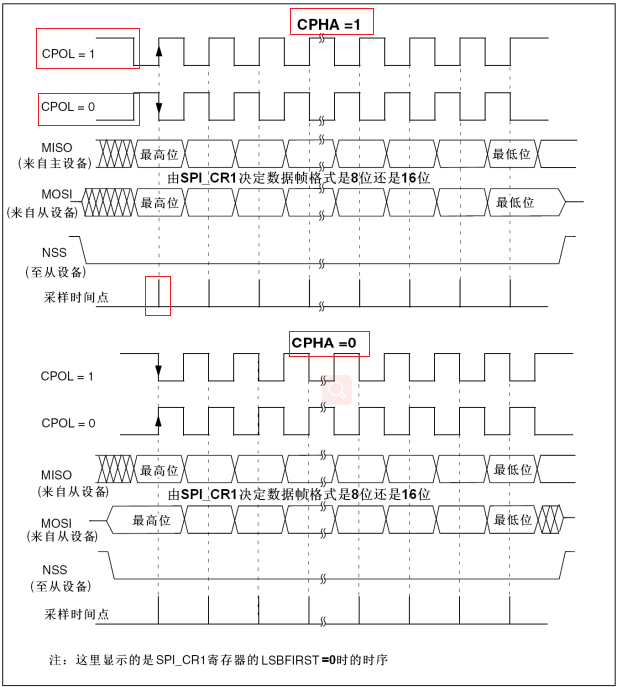 CPHA =1
CPOL = 1
CPOL = 0
MISO
(来自主设备)
最高位
最低位
由SPI_CR1决定数据帧格式是8位还是16位
MOSI
(来自从设备)
最高位
最低位
NSS
(至从设备)
采样时间点
CPHA =0
CPOL = 1
CPOL = 0
MISO
(来自从设备)
最高位
最低位
由SPI_CR1决定数据帧格式是8位还是16位
MOSI
(来自从设备)
最高位
最低位
NSS
(至从设备)
采样时间点
注：这里显示的是SPI_CR1寄存器的LSBFIRST=0时的时序